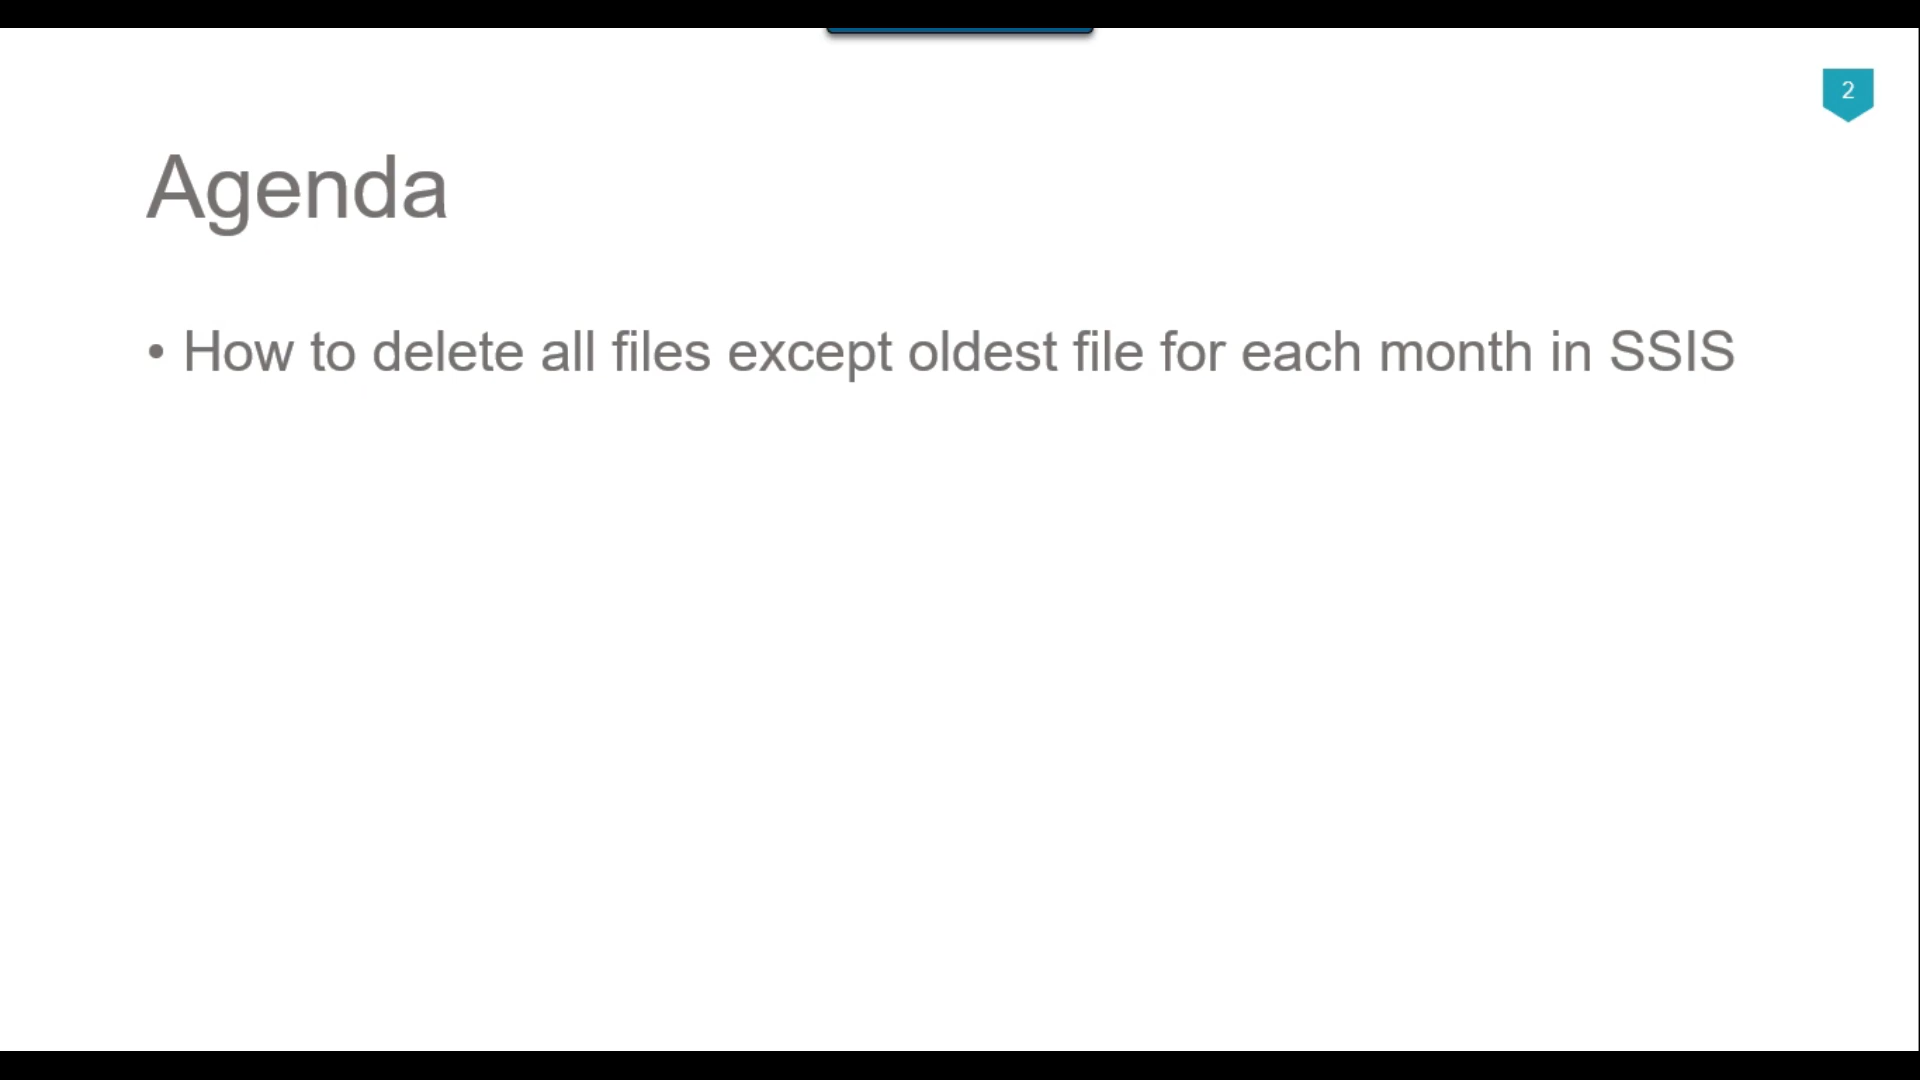 2
Agenda
• How to delete all files except oldest file for each month in SSIS